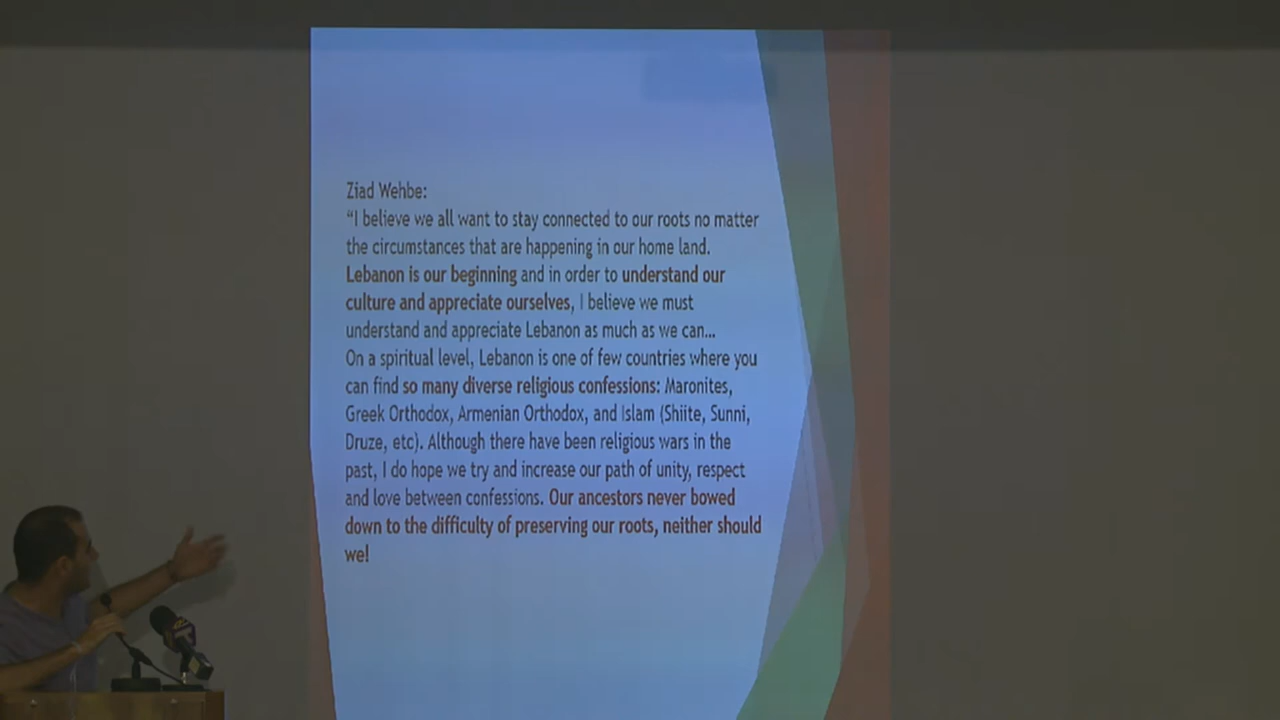 Ziad Wehbe:
“I believe we all want to stay connected to our roots no matter
the circumstances that are happening in our home land.
Lebanon is our beginning and in order to understand our
culture and appreciate ourselves, I believe we must
understand and appreciate Lebanon as much as we can...
On a spiritual level, Lebanon is one of few countries where you
can find so many diverse religious confessions: Maronites,
Greek Orthodox, Armenian Orthodox, and Islam (Shiite, Sunni,
Druze, etc). Although there have been religious wars in the
past, I do hope we try and increase our path of unity, respect
and love between confessions. Our ancestors never bowed
down to the difficulty of preserving our roots, neither should
we!